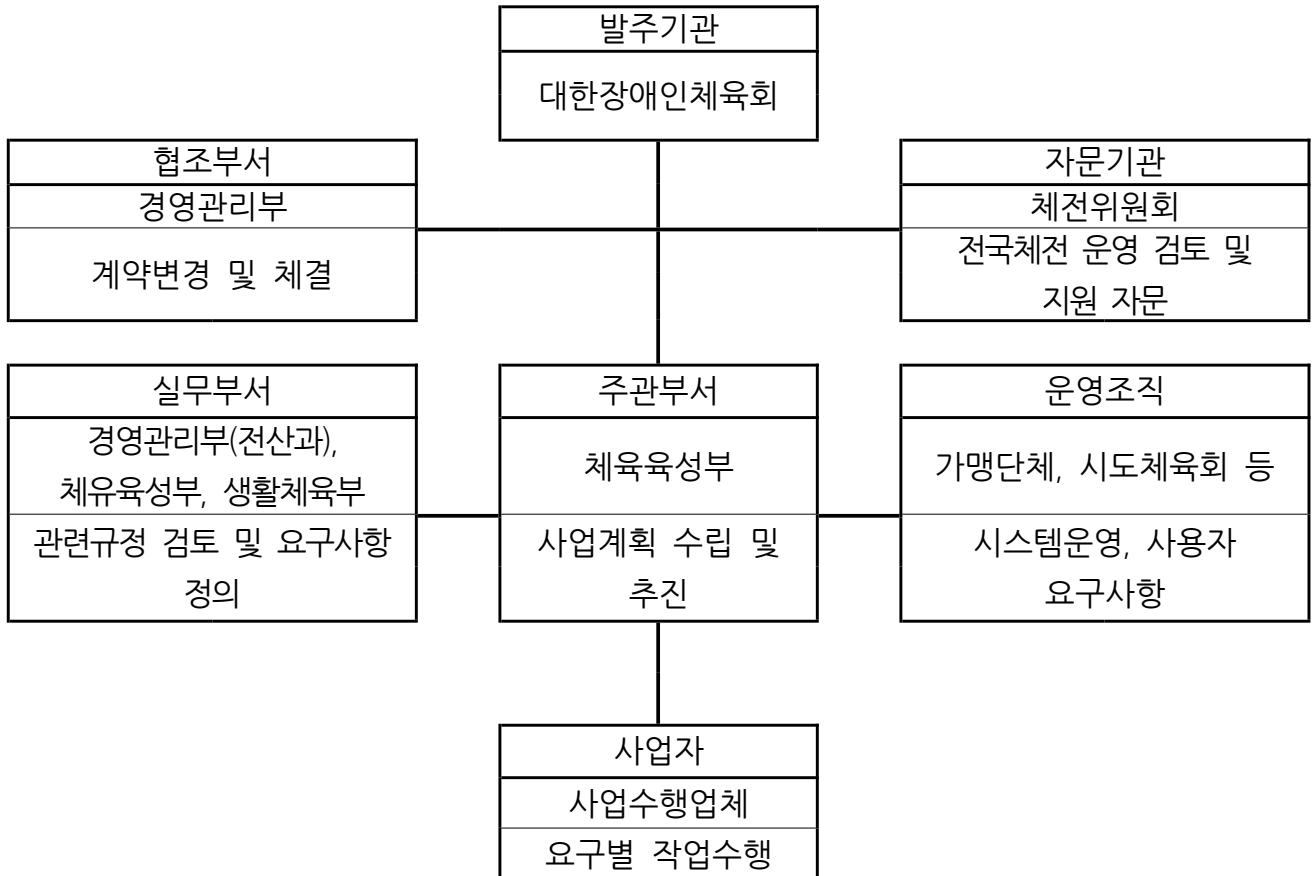 발주기관
대한장애인체육회
협조부서
경영관리부
계약변경 및 체결
자문기관
체전위원회
전국체전 운영 검토 및
지원 자문
실무부서
경영관리부(전산과),
체유육성부, 생활체육부
관련규정 검토 및 요구사항
정의
주관부서
체육육성부
사업계획 수립 및
추진
운영조직
가맹단체, 시도체육회 등
시스템운영, 사용자
요구사항
사업자
사업수행업체
요구별 작업수행